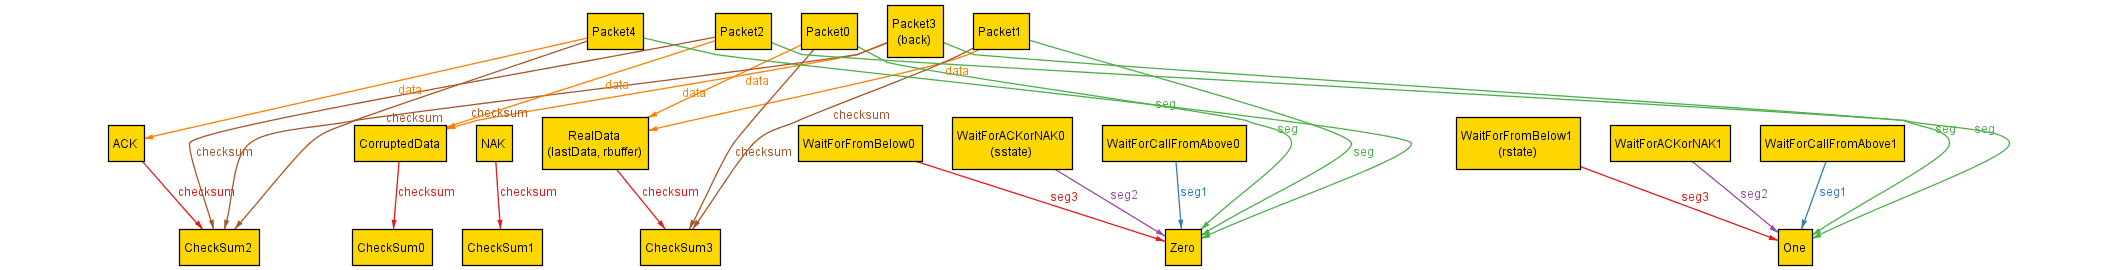 Packet4
Packet2
Packet0
Packet3
(back)
Packet1
data
data
data
data
data
seg
checksum
checksum
checksum
seg
seg
seg
seg
ACK
CorruptedData
NAK
RealData
(lastData, rbuffer)
WaitForFromBelow0
WaitForACKorNAK0
(sstate)
WaitForCallFromAbove0
WaitForFromBelow1
(rstate)
WaitForACKorNAK1
WaitForCallFromAbove1
checksum
checksum
checksum
checksum
checksum
checksum
seg3
seg2
seg1
seg3
seg2
seg1
CheckSum2
CheckSum0
CheckSum1
CheckSum3
Zero
One